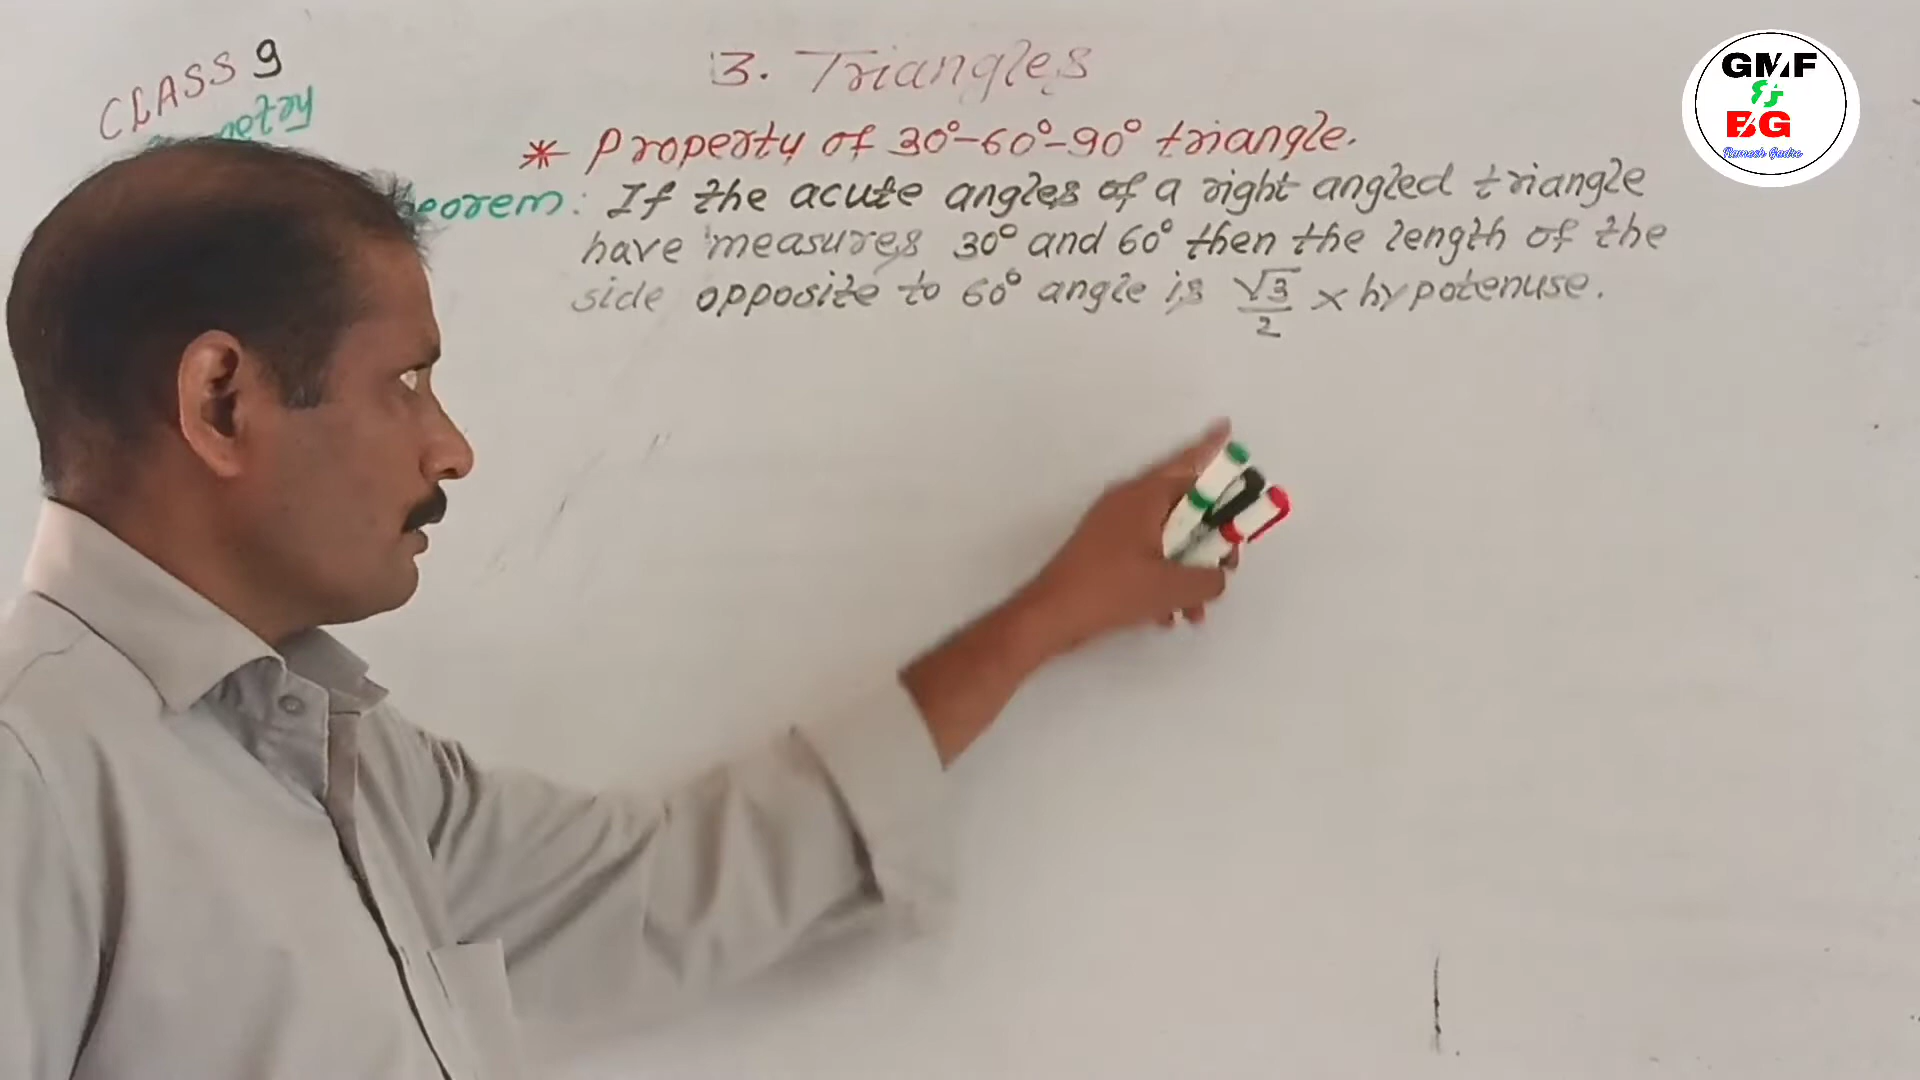 CLASS 9
3. Triangles
* Property of 30°-60°-90° triangle.
If the acute angles of a right angled triangle
have measures 30° and 60° then the length of the
side opposite to 60° angle is √3/2 × hypotenuse.
GMF
&
BG
Ramesh Gadre